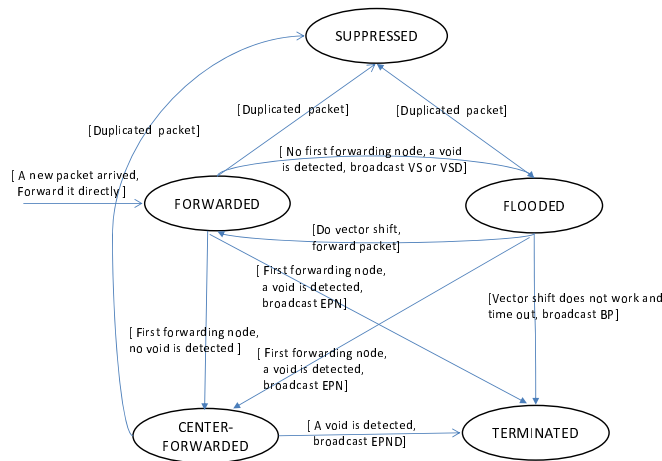 SUPPRESSED
[Duplicated packet]
[Duplicated packet]
[Duplicated packet]
[ No first forwarding node, a void
is detected, broadcast VS or VSD]
[ A new packet arrived,
Forward it directly ]
FORWARDED
FLOODED
[Do vector shift,
forward packet]
[ First forwarding node,
a void is detected,
broadcast EPN]
[Vector shift does not work and
time out, broadcast BP]
[ First forwarding node,
no void is detected ]
[ First forwarding node,
a void is detected,
broadcast EPN]
CENTER-
FORWARDED
[ A void is detected,
broadcast EPND]
TERMINATED